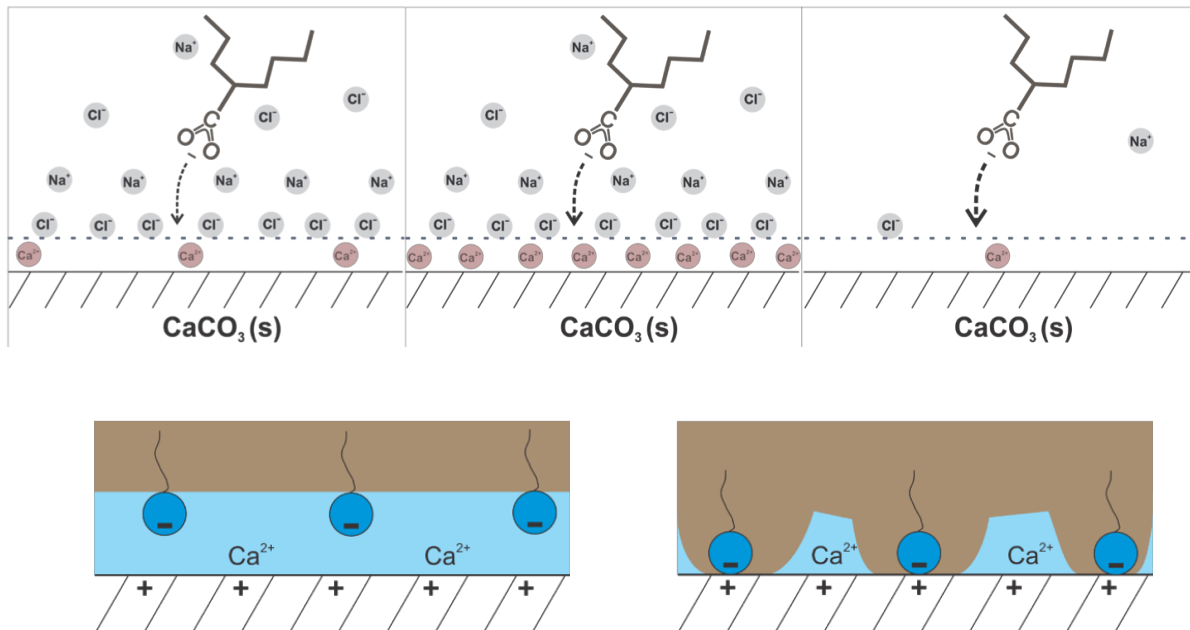 Na⁺
Cl⁻
Cl⁻ C Cl⁻
O
O
−
Na⁺ Na⁺ Na⁺ Na⁺ Na⁺
Cl⁻ Cl⁻ Cl⁻ Cl⁻ Cl⁻ Cl⁻ Cl⁻
Ca²⁺ Ca²⁺ Ca²⁺
CaCO₃ (s)
Na⁺
Cl⁻
Cl⁻ C Cl⁻
O
O
−
Na⁺ Na⁺ Na⁺ Na⁺ Na⁺
Cl⁻ Cl⁻ Cl⁻ Cl⁻ Cl⁻ Cl⁻ Cl⁻
Ca²⁺ Ca²⁺ Ca²⁺ Ca²⁺ Ca²⁺ Ca²⁺ Ca²⁺ Ca²⁺
CaCO₃ (s)
C
O Na⁺
O
−
Cl⁻
Ca²⁺
CaCO₃ (s)
− − −
Ca²⁺ Ca²⁺
+ + + + +
− − −
Ca²⁺ Ca²⁺
+ + + + +